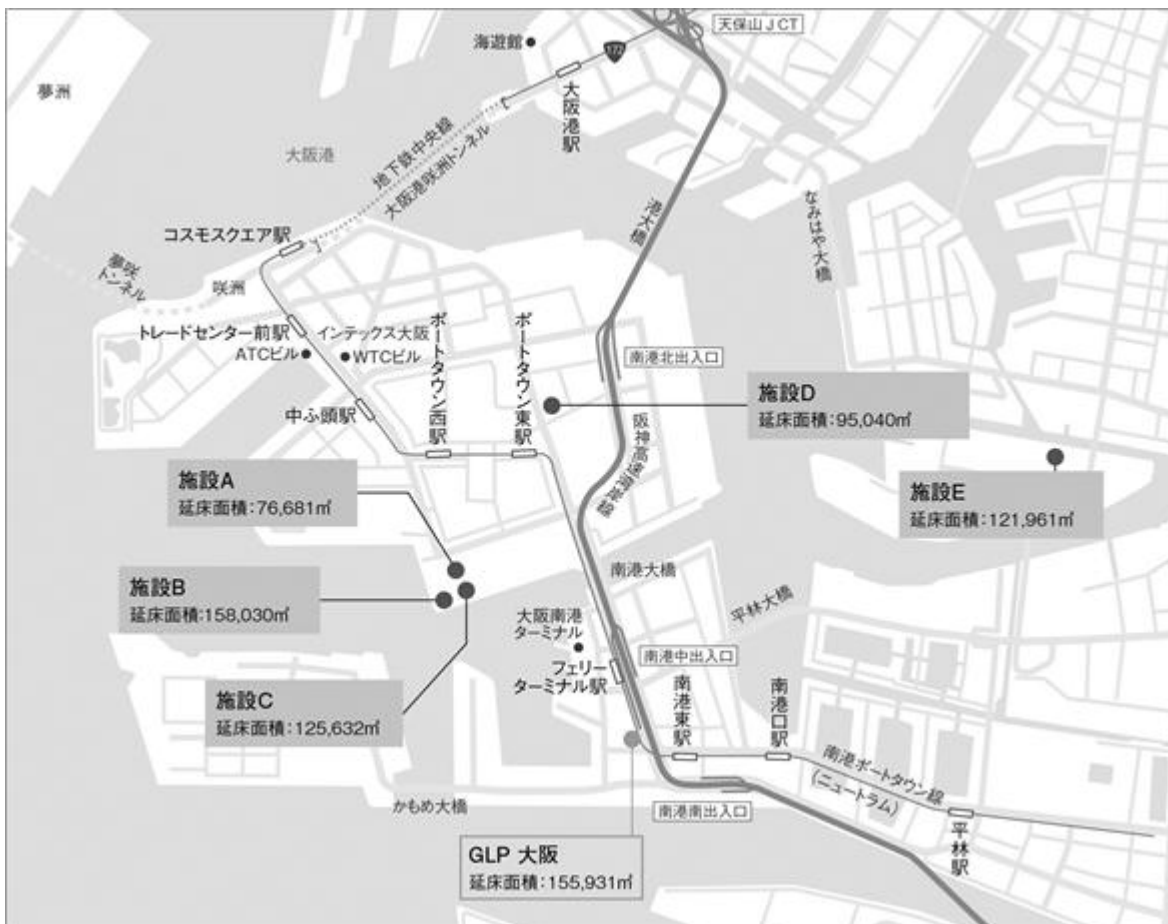 天保山JCT
海遊館
172
夢洲
大阪港駅
地下鉄中央線
大阪港咲洲トンネル
大阪港
港大橋
なみはや大橋
コスモスクエア駅
夢咲
トンネル
咲洲
トレードセンター前駅
インテックス大阪
ATCビル
WTCビル
ポートタウン西駅
ポートタウン東駅
南港北出入口
中ふ頭駅
施設D
延床面積:95,040㎡
阪神高速湾岸線
施設A
延床面積:76,681㎡
施設E
延床面積:121,961㎡
南港大橋
施設B
延床面積:158,030㎡
平林大橋
大阪南港
ターミナル
フェリー
ターミナル駅
南港中出入口
南港東駅
南港口駅
施設C
延床面積:125,632㎡
南港ポートタウン線
(ニュートラム)
かもめ大橋
南港南出入口
平林駅
GLP 大阪
延床面積:155,931㎡